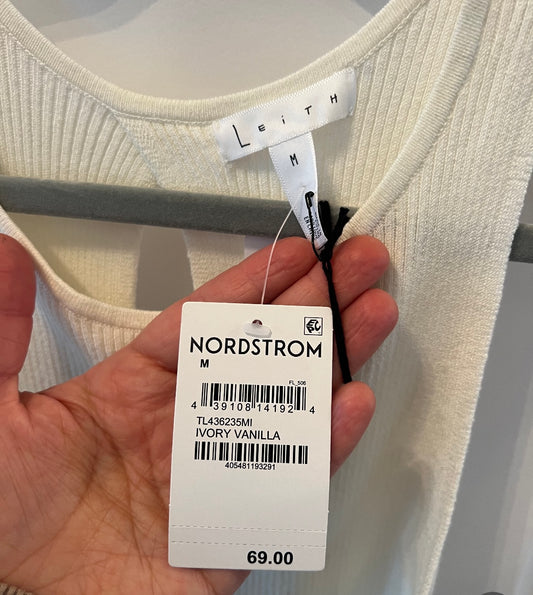 LEiTH
M
NORDSTROM
M
FL_506
4 39108 14192 4
TL436235MI
IVORY VANILLA
405481193291
69.00